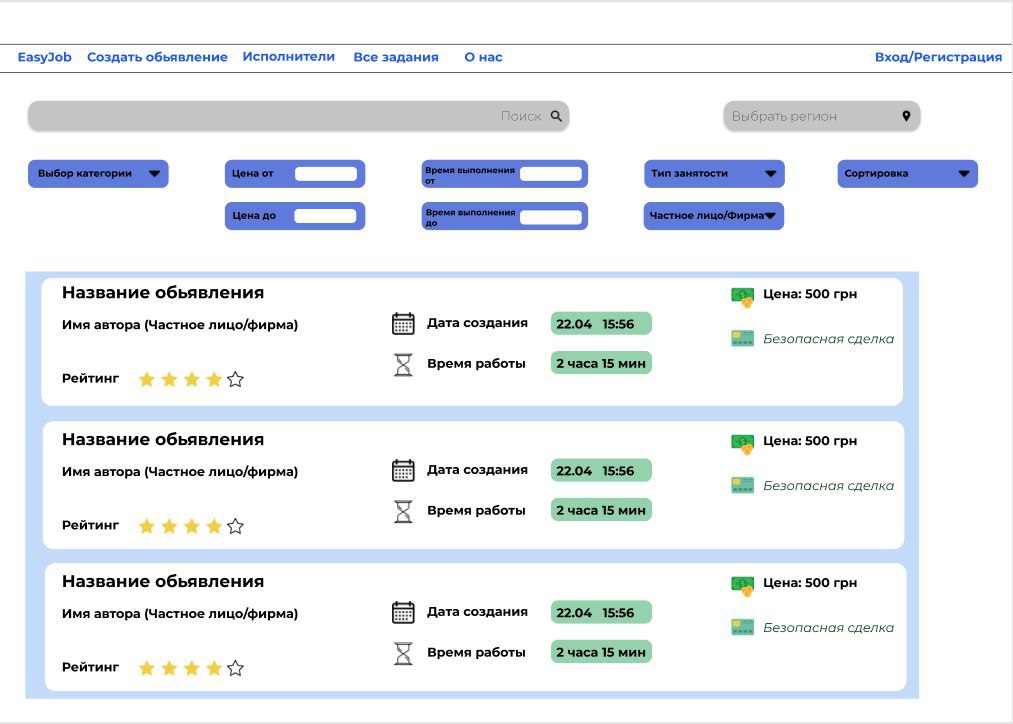 EasyJob Создать обьявление Исполнители Все задания О нас Вход/Регистрация
Поиск Выбрать регион
Выбор категории Цена от Время выполнения от Тип занятости Сортировка
Цена до Время выполнения до Частное лицо/Фирма
Название обьявления
Цена: 500 грн
Имя автора (Частное лицо/фирма)
Дата создания 22.04 15:56
Безопасная сделка
Время работы 2 часа 15 мин
Рейтинг
Название обьявления
Цена: 500 грн
Имя автора (Частное лицо/фирма)
Дата создания 22.04 15:56
Безопасная сделка
Время работы 2 часа 15 мин
Рейтинг
Название обьявления
Цена: 500 грн
Имя автора (Частное лицо/фирма)
Дата создания 22.04 15:56
Безопасная сделка
Время работы 2 часа 15 мин
Рейтинг